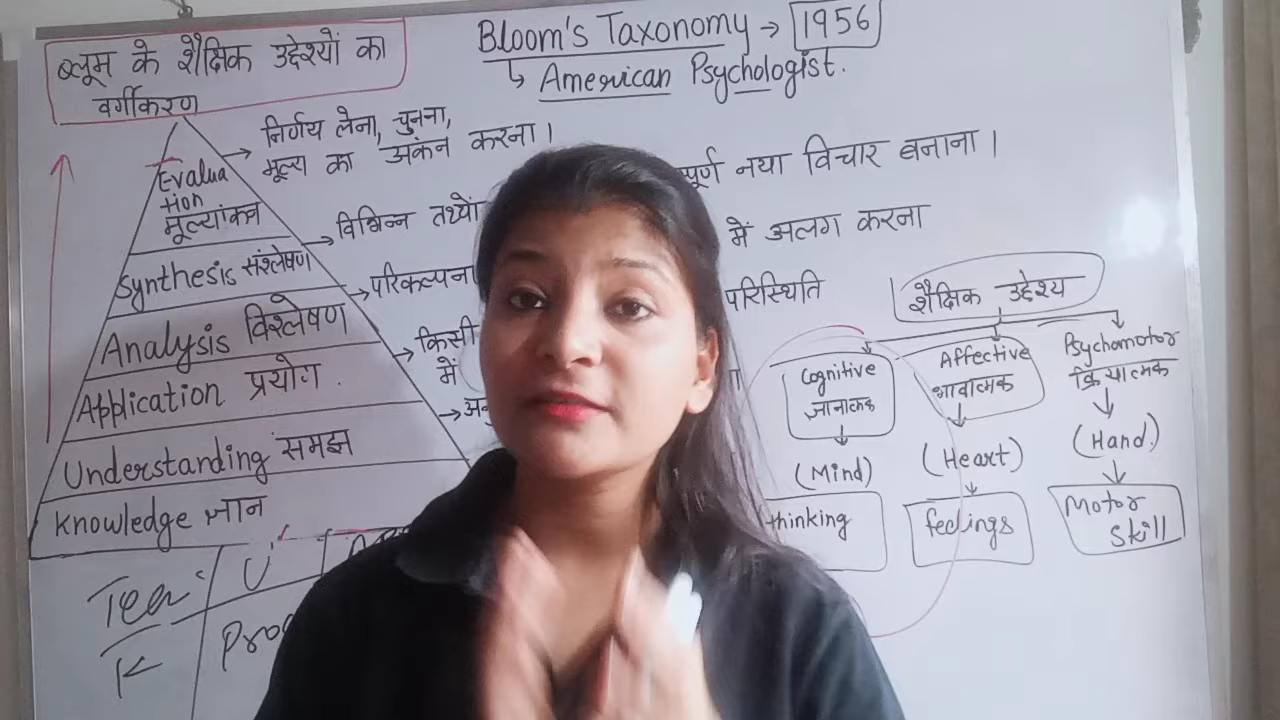 ब्लूम के शैक्षिक उद्देश्यों का
वर्गीकरण
Bloom's Taxonomy → 1956
↳ American Psychologist.
Evalua
tion
मूल्यांकन
→ निर्णय लेना, चुनना,
मूल्य का अंकन करना।
Synthesis संश्लेषण
→ विभिन्न तथ्यों
पूर्ण नया विचार बनाना।
Analysis विश्लेषण
→ परिकल्पना
में अलग करना
Application प्रयोग.
→ किसी
में
परिस्थिति
Understanding समझ
Knowledge ज्ञान
शैक्षिक उद्देश्य
Cognitive
ज्ञानात्मक
↓
(Mind)
↓
thinking
Affective
भावात्मक
↓
(Heart)
↓
feelings
Psychomotor
क्रियात्मक
↓
(Hand)
↓
Motor
Skill
U
K